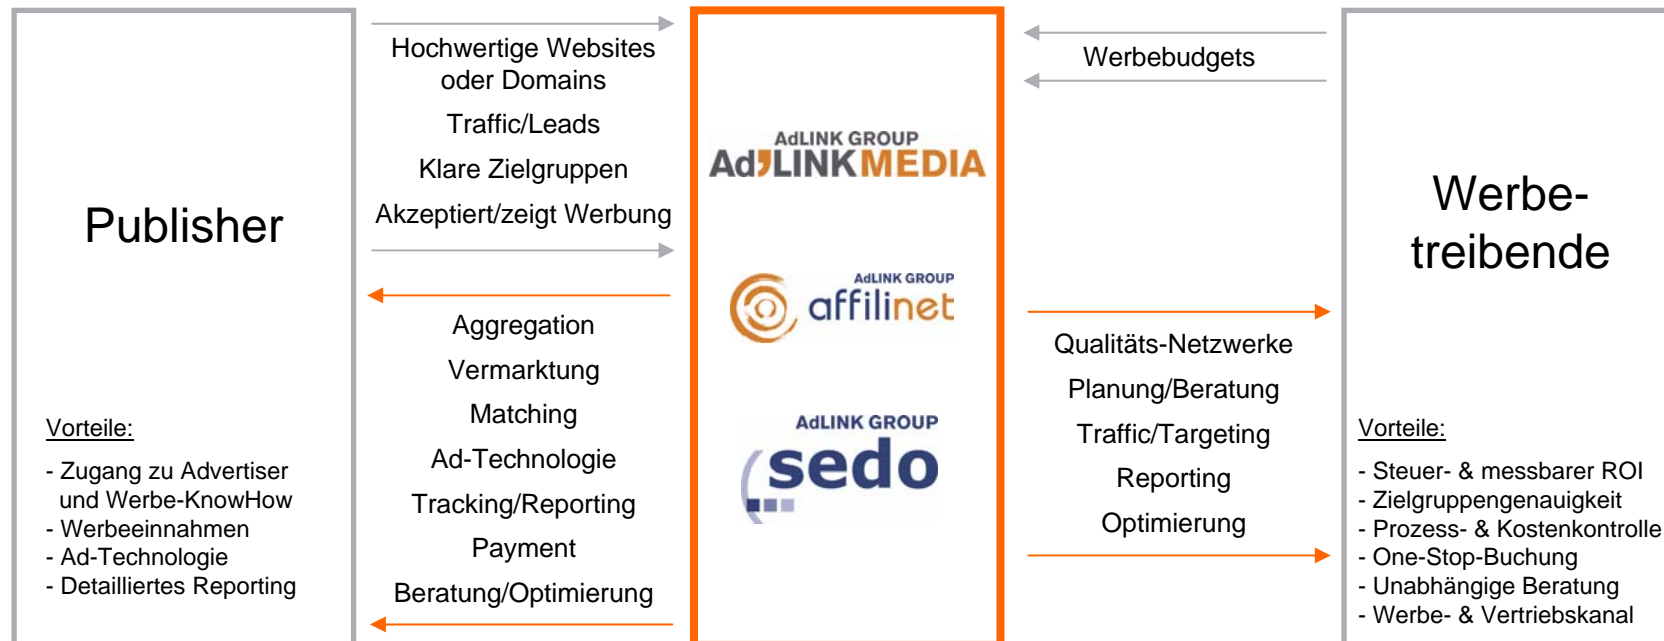 Publisher
Vorteile:
- Zugang zu Advertiser
und Werbe-KnowHow
- Werbeeinnahmen
- Ad-Technologie
- Detailliertes Reporting
Hochwertige Websites
oder Domains
Traffic/Leads
Klare Zielgruppen
Akzeptiert/zeigt Werbung
Aggregation
Vermarktung
Matching
Ad-Technologie
Tracking/Reporting
Payment
Beratung/Optimierung
AdLINK GROUP
Ad'LINKMEDIA
AdLINK GROUP
affilinet
AdLINK GROUP
sedo
Werbebudgets
Qualitäts-Netzwerke
Planung/Beratung
Traffic/Targeting
Reporting
Optimierung
Werbe-
treibende
Vorteile:
- Steuer- & messbarer ROI
- Zielgruppengenauigkeit
- Prozess- & Kostenkontrolle
- One-Stop-Buchung
- Unabhängige Beratung
- Werbe- & Vertriebskanal